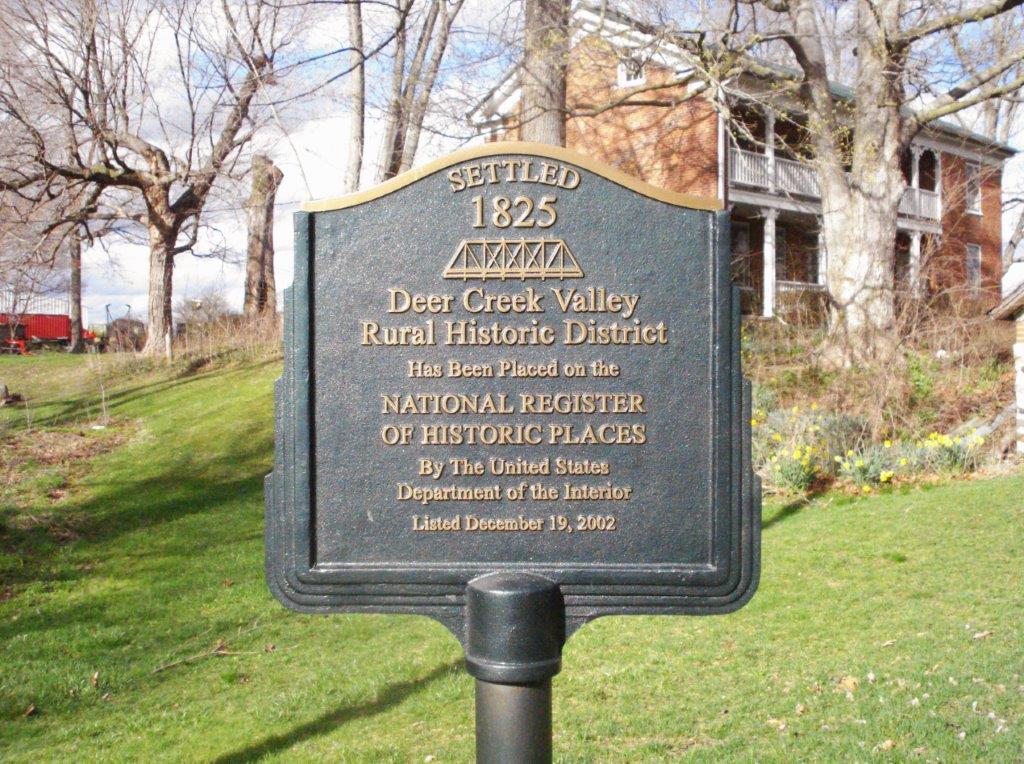 SETTLED
1825
Deer Creek Valley
Rural Historic District
Has Been Placed on the
NATIONAL REGISTER
OF HISTORIC PLACES
By The United States
Department of the Interior
Listed December 19, 2002